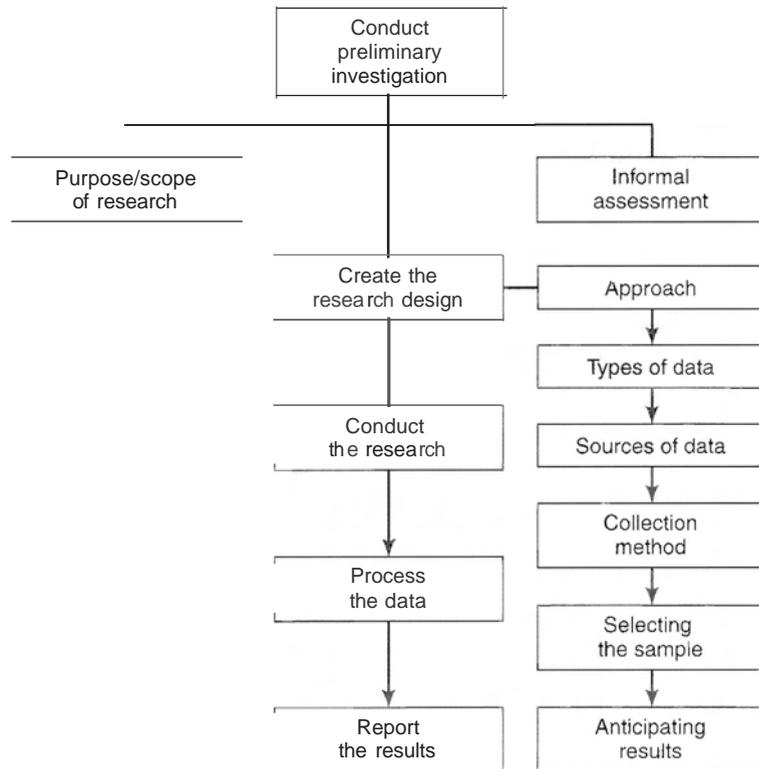 Conduct
preliminary
investigation
Purpose/scope
of research
Informal
assessment
Create the
research design
Approach
Types of data
Conduct
the research
Sources of data
Collection
method
Process
the data
Selecting
the sample
Report
the results
Anticipating
results